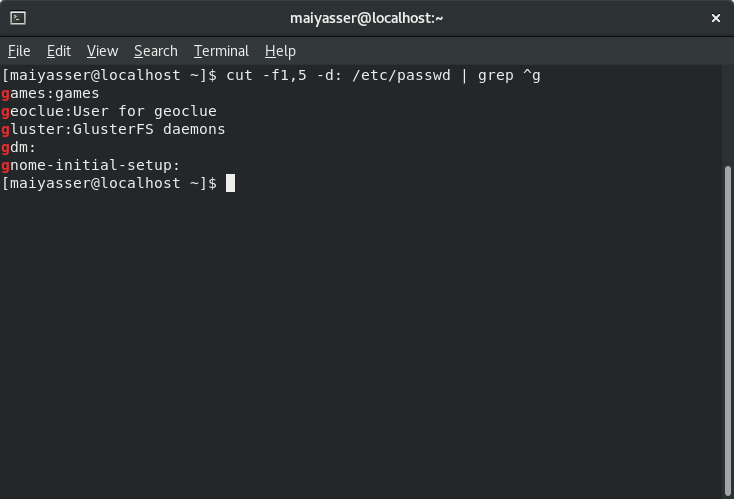 maiyasser@localhost:~
File Edit View Search Terminal Help
[maiyasser@localhost ~]$ cut -f1,5 -d: /etc/passwd | grep ^g
games:games
geoclue:User for geoclue
gluster:GlusterFS daemons
gdm:
gnome-initial-setup:
[maiyasser@localhost ~]$